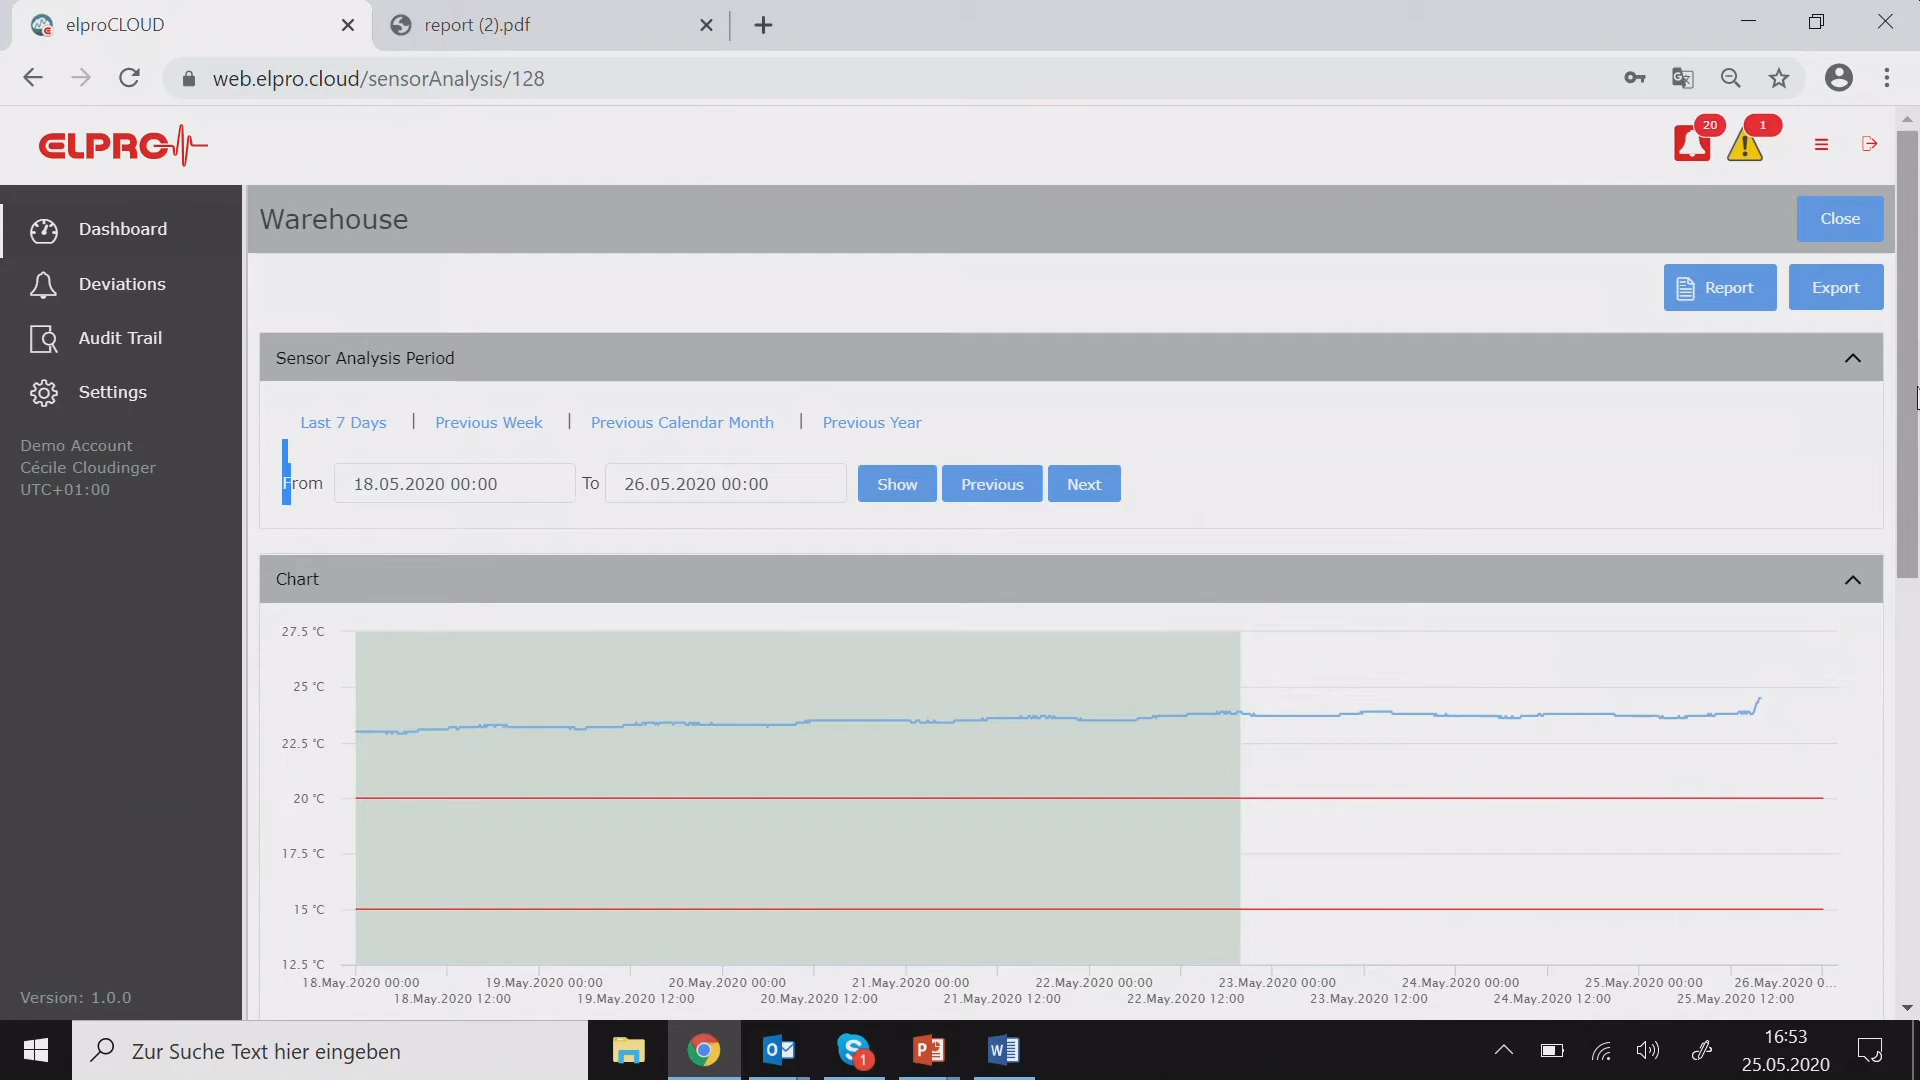 elproCLOUD
report (2).pdf
web.elpro.cloud/sensorAnalysis/128
ELPRO
20
1
Dashboard
Deviations
Audit Trail
Settings
Demo Account
Cécile Cloudinger
UTC+01:00
Version: 1.0.0
Warehouse
Close
Report
Export
Sensor Analysis Period
Last 7 Days | Previous Week | Previous Calendar Month | Previous Year
From 18.05.2020 00:00 To 26.05.2020 00:00 Show Previous Next
Chart
27.5 °C
25 °C
22.5 °C
20 °C
17.5 °C
15 °C
12.5 °C
18.May.2020 00:00 19.May.2020 00:00 20.May.2020 00:00 21.May.2020 00:00 22.May.2020 00:00 23.May.2020 00:00 24.May.2020 00:00 25.May.2020 00:00 26.May.2020 0...
18.May.2020 12:00 19.May.2020 12:00 20.May.2020 12:00 21.May.2020 12:00 22.May.2020 12:00 23.May.2020 12:00 24.May.2020 12:00 25.May.2020 12:00
Zur Suche Text hier eingeben
1
16:53
25.05.2020